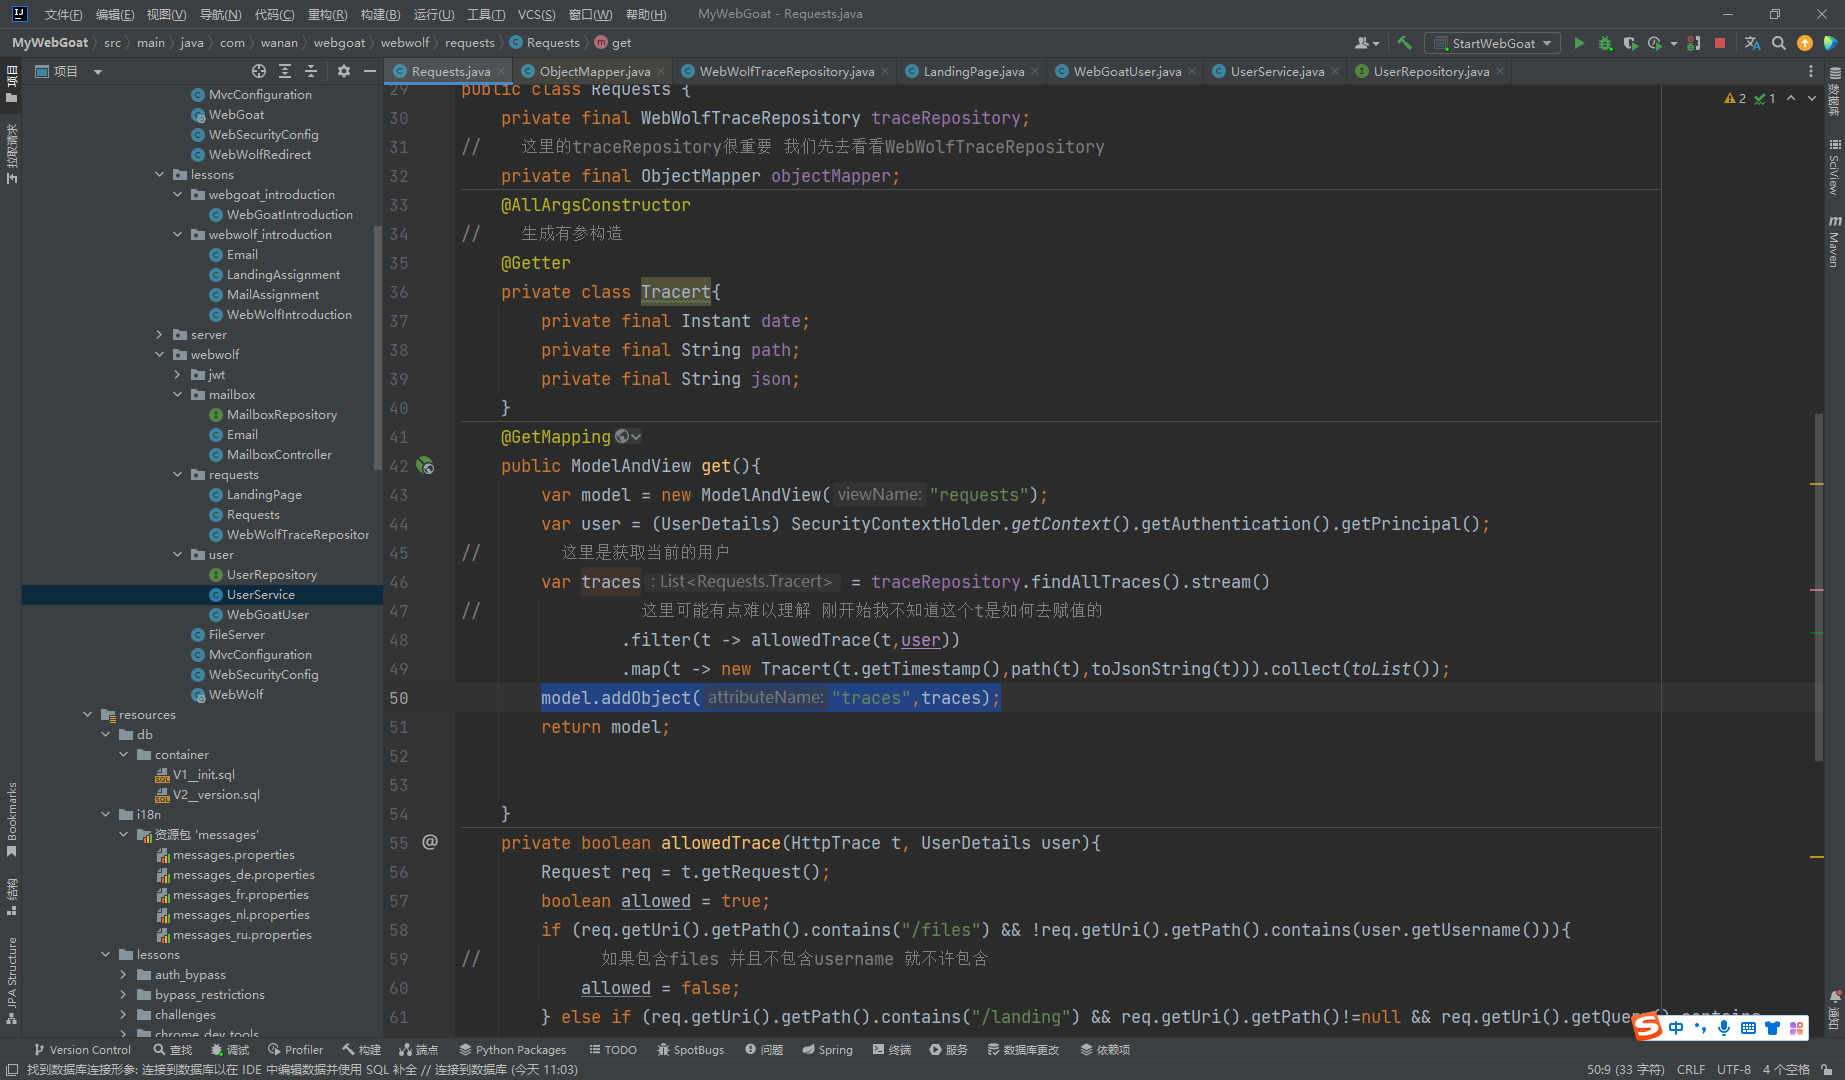 文件(F) 编辑(E) 视图(V) 导航(N) 代码(C) 重构(R) 构建(B) 运行(U) 工具(T) VCS(S) 窗口(W) 帮助(H) MyWebGoat - Requests.java
MyWebGoat src main java com wanan webgoat webwolf requests Requests get StartWebGoat
项目
Requests.java ObjectMapper.java WebWolfTraceRepository.java LandingPage.java WebGoatUser.java UserService.java UserRepository.java
项目
拉取请求
Bookmarks
结构
JPA Structure
MvcConfiguration
WebGoat
WebSecurityConfig
WebWolfRedirect
lessons
webgoat_introduction
WebGoatIntroduction
webwolf_introduction
Email
LandingAssignment
MailAssignment
WebWolfIntroduction
server
webwolf
jwt
mailbox
MailboxRepository
Email
MailboxController
requests
LandingPage
Requests
WebWolfTraceRepositor
user
UserRepository
UserService
WebGoatUser
FileServer
MvcConfiguration
WebSecurityConfig
WebWolf
resources
db
container
V1__init.sql
V2__version.sql
i18n
资源包 'messages'
messages.properties
messages_de.properties
messages_fr.properties
messages_nl.properties
messages_ru.properties
lessons
auth_bypass
bypass_restrictions
challenges
chrome_dev_tools
29 public class Requests {
30 private final WebWolfTraceRepository traceRepository;
31 // 这里的traceRepository很重要 我们先去看看WebWolfTraceRepository
32 private final ObjectMapper objectMapper;
33 @AllArgsConstructor
34 // 生成有参构造
35 @Getter
36 private class Tracert{
37 private final Instant date;
38 private final String path;
39 private final String json;
40 }
41 @GetMapping
42 public ModelAndView get(){
43 var model = new ModelAndView( viewName: "requests");
44 var user = (UserDetails) SecurityContextHolder.getContext().getAuthentication().getPrincipal();
45 // 这里是获取当前的用户
46 var traces : List<Requests.Tracert> = traceRepository.findAllTraces().stream()
47 // 这里可能有点难以理解 刚开始我不知道这个t是如何去赋值的
48 .filter(t -> allowedTrace(t,user))
49 .map(t -> new Tracert(t.getTimestamp(),path(t),toJsonString(t))).collect(toList());
50 model.addObject( attributeName: "traces",traces);
51 return model;
52
53
54 }
55 @ private boolean allowedTrace(HttpTrace t, UserDetails user){
56 Request req = t.getRequest();
57 boolean allowed = true;
58 if (req.getUri().getPath().contains("/files") && !req.getUri().getPath().contains(user.getUsername())){
59 // 如果包含files 并且不包含username 就不许包含
60 allowed = false;
61 } else if (req.getUri().getPath().contains("/landing") && req.getUri().getPath()!=null && req.getUri().getQuery().contains
2 1
数据库
SciView
m Maven
通知
中
Version Control 查找 调试 Profiler 构建 端点 Python Packages TODO SpotBugs 问题 Spring 终端 服务 数据库更改 依赖项
找到数据库连接形参: 连接到数据库以在 IDE 中编辑数据并使用 SQL 补全 // 连接到数据库 (今天 11:03) 50:9 (33 字符) CRLF UTF-8 4 个空格